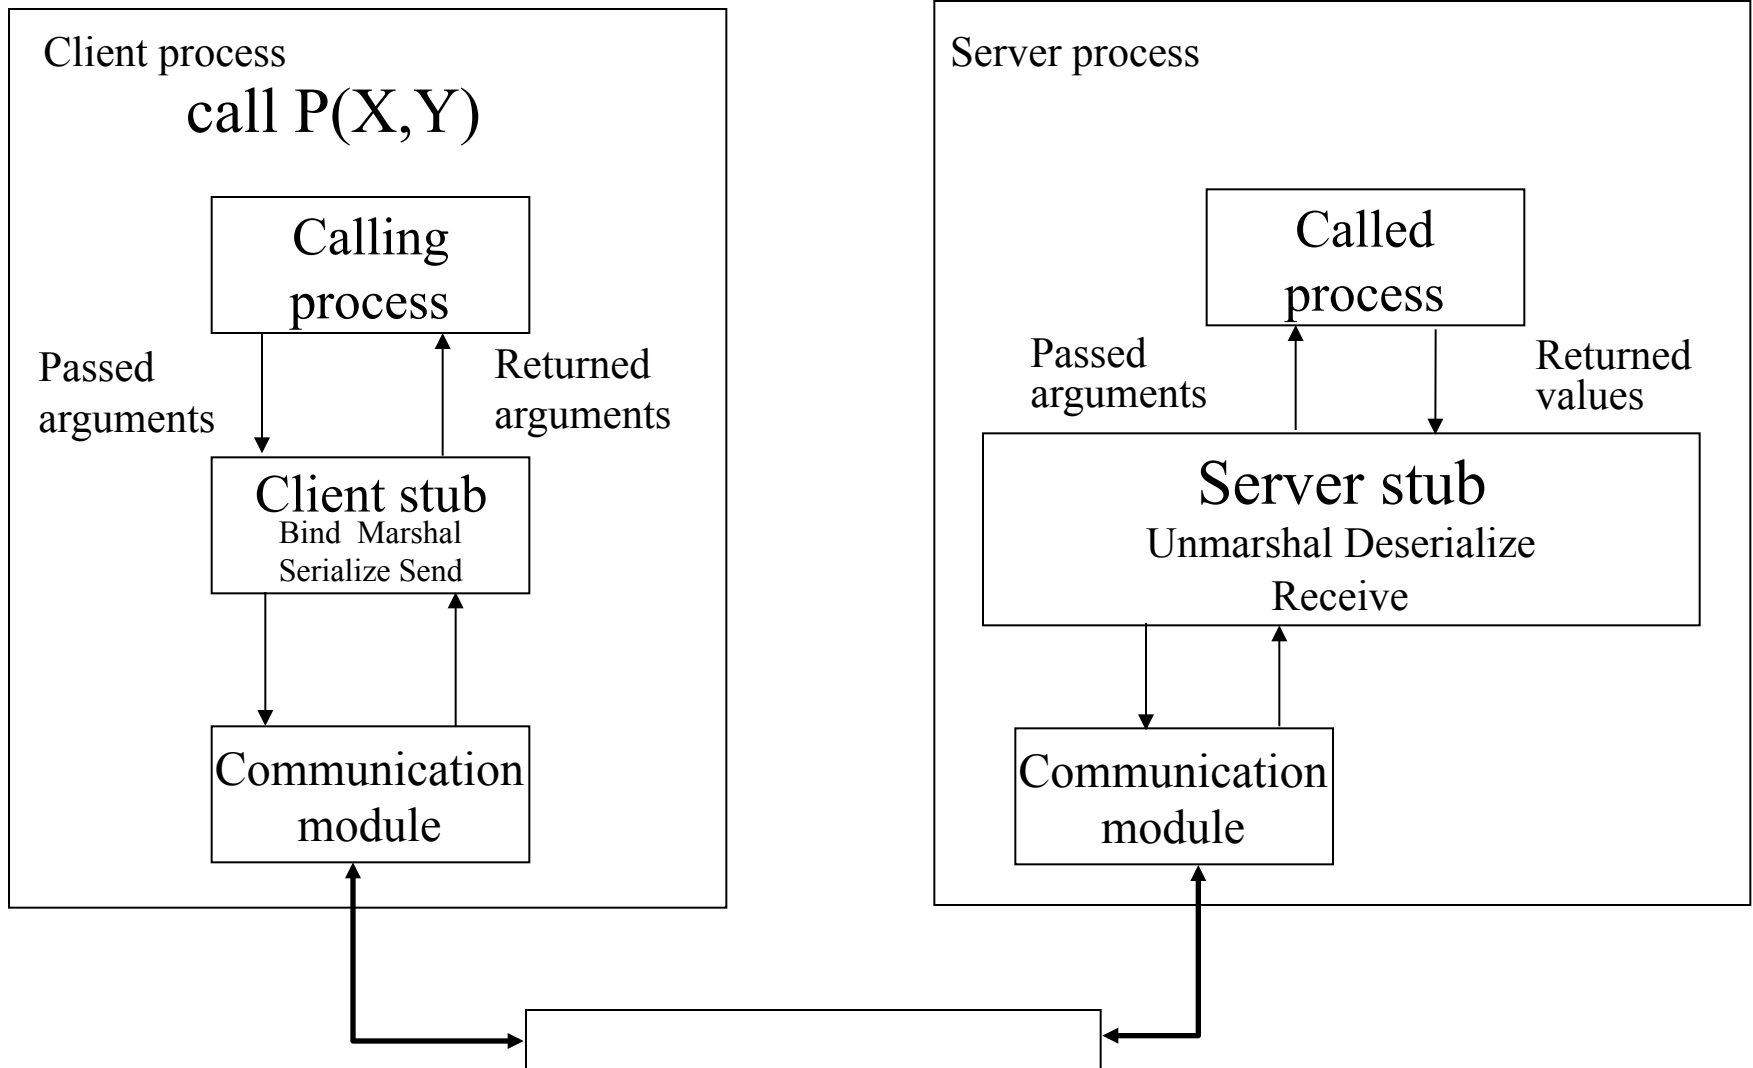 Client process
call P(X,Y)
Calling
process
Passed
arguments
Returned
arguments
Client stub
Bind  Marshal
Serialize Send
Communication
module
Server process
Called
process
Passed
arguments
Returned
values
Server stub
Unmarshal Deserialize
Receive
Communication
module